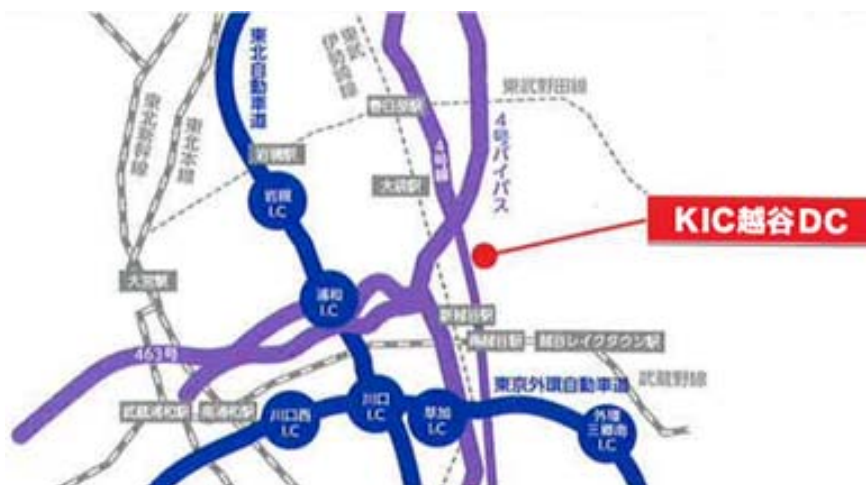 東北自動車道
東武
伊勢崎線
東武野田線
春日部駅
4号線
4号バイパス
東北新幹線
東北本線
岩槻駅
大袋駅
岩槻
I.C
KIC越谷DC
大宮駅
浦和
I.C
新越谷駅
南越谷駅
越谷レイクタウン駅
463号
武蔵野線
東京外環自動車道
武蔵浦和駅
南浦和駅
川口西
I.C
川口
I.C
草加
I.C
外環
三郷南
I.C